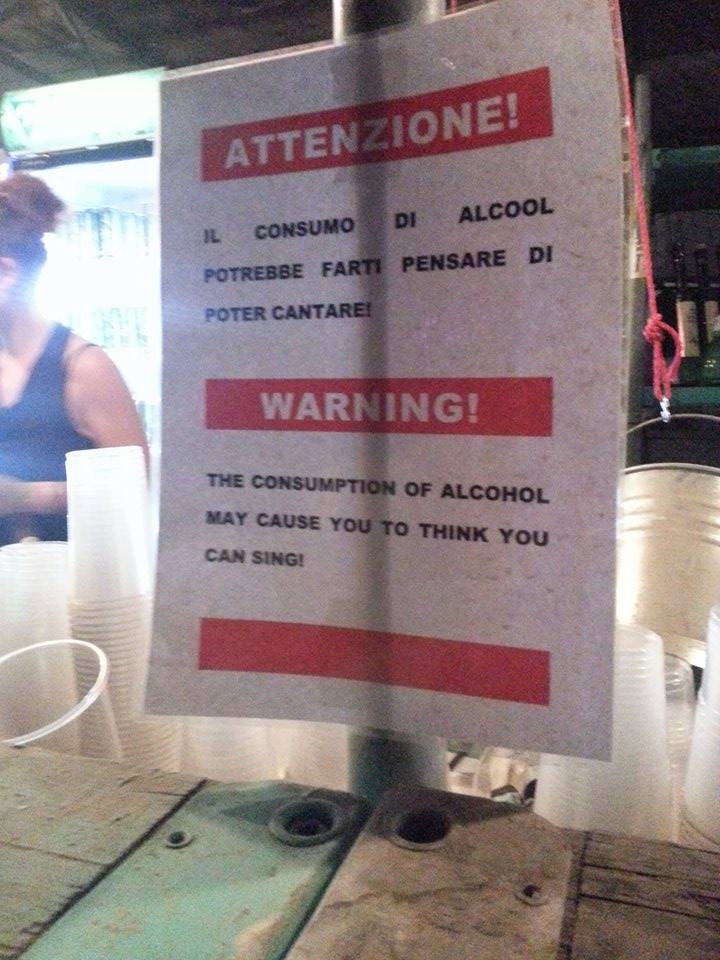 ATTENZIONE!
IL CONSUMO DI ALCOOL
POTREBBE FARTI PENSARE DI
POTER CANTARE!
WARNING!
THE CONSUMPTION OF ALCOHOL
MAY CAUSE YOU TO THINK YOU
CAN SING!